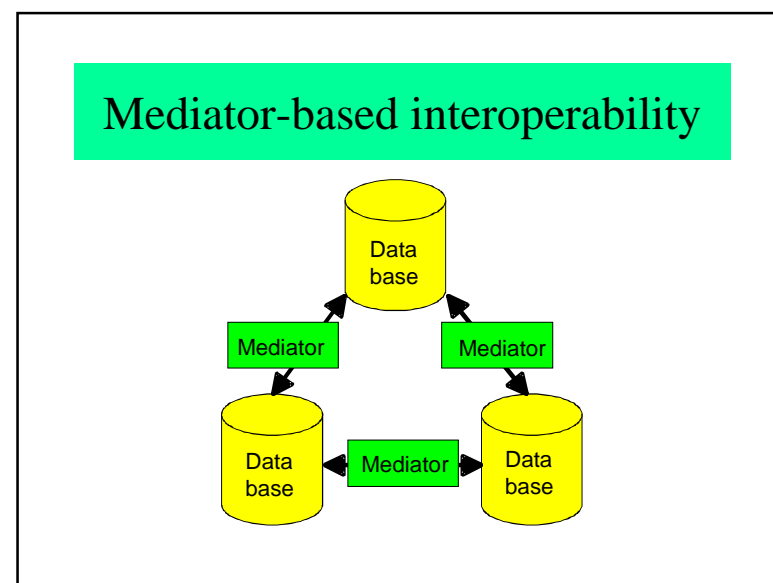 Mediator-based interoperability
Data
base
Mediator
Mediator
Data
base
Mediator
Data
base